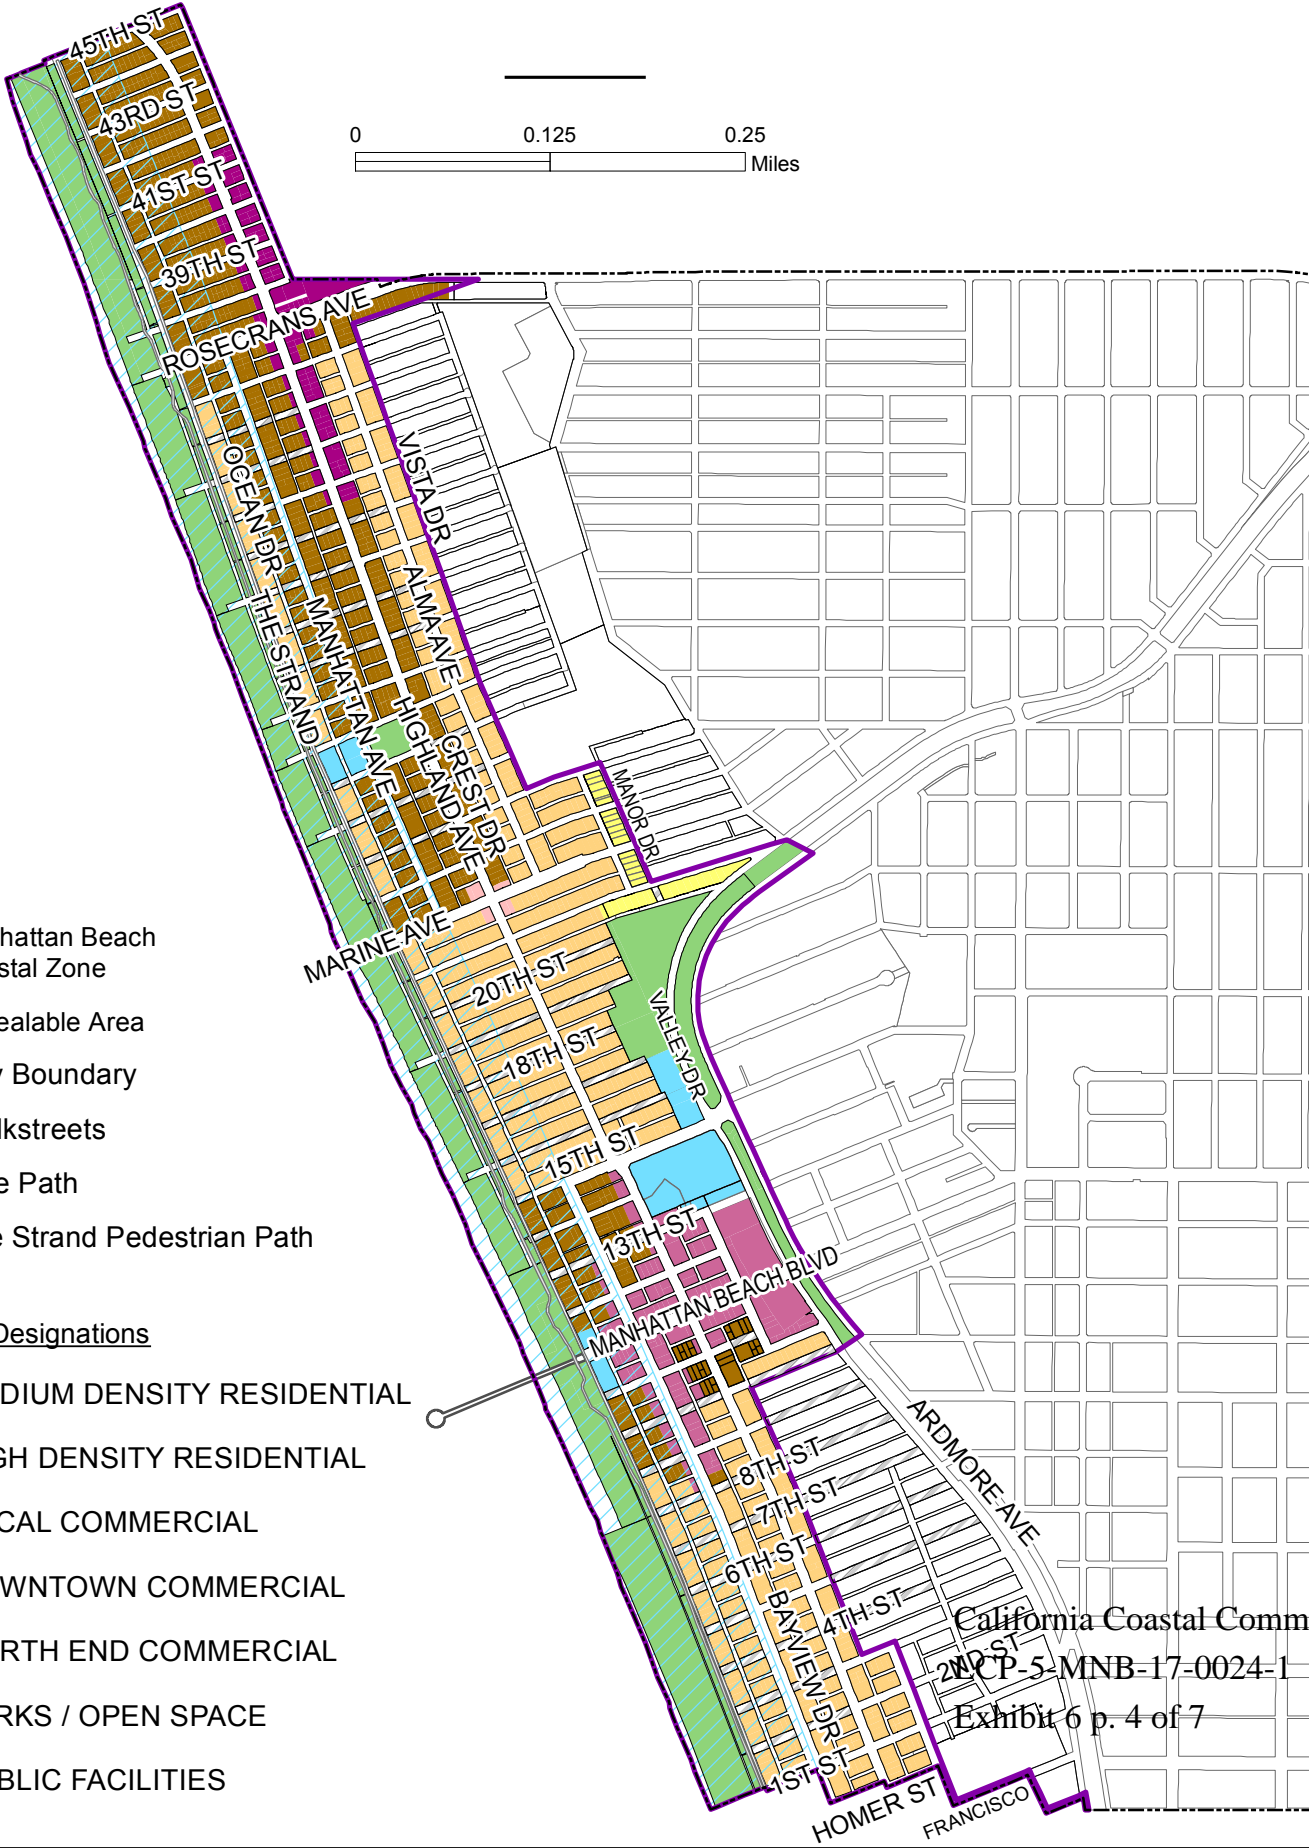 45TH ST
43RD ST
41ST ST
39TH ST
ROSECRANS AVE
0 0.125 0.25
Miles
VISTA DR
OCEAN DR
THE STRAND
MANHATTAN AVE
ALMA AVE
HIGHLAND AVE
CREST DR
MANOR DR
MARINE AVE
20TH ST
18TH ST
VALLEY DR
15TH ST
13TH ST
MANHATTAN BEACH BLVD
ARDMORE AVE
8TH ST
7TH ST
6TH ST
4TH ST
BAYVIEW DR
2ND ST
1ST ST
HOMER ST
FRANCISCO
hattan Beach
stal Zone
ealable Area
y Boundary
lkstreets
e Path
e Strand Pedestrian Path
Designations
DIUM DENSITY RESIDENTIAL
GH DENSITY RESIDENTIAL
CAL COMMERCIAL
WNTOWN COMMERCIAL
RTH END COMMERCIAL
RKS / OPEN SPACE
BLIC FACILITIES
California Coastal Comm
LCP-5-MNB-17-0024-1
Exhibit 6 p. 4 of 7